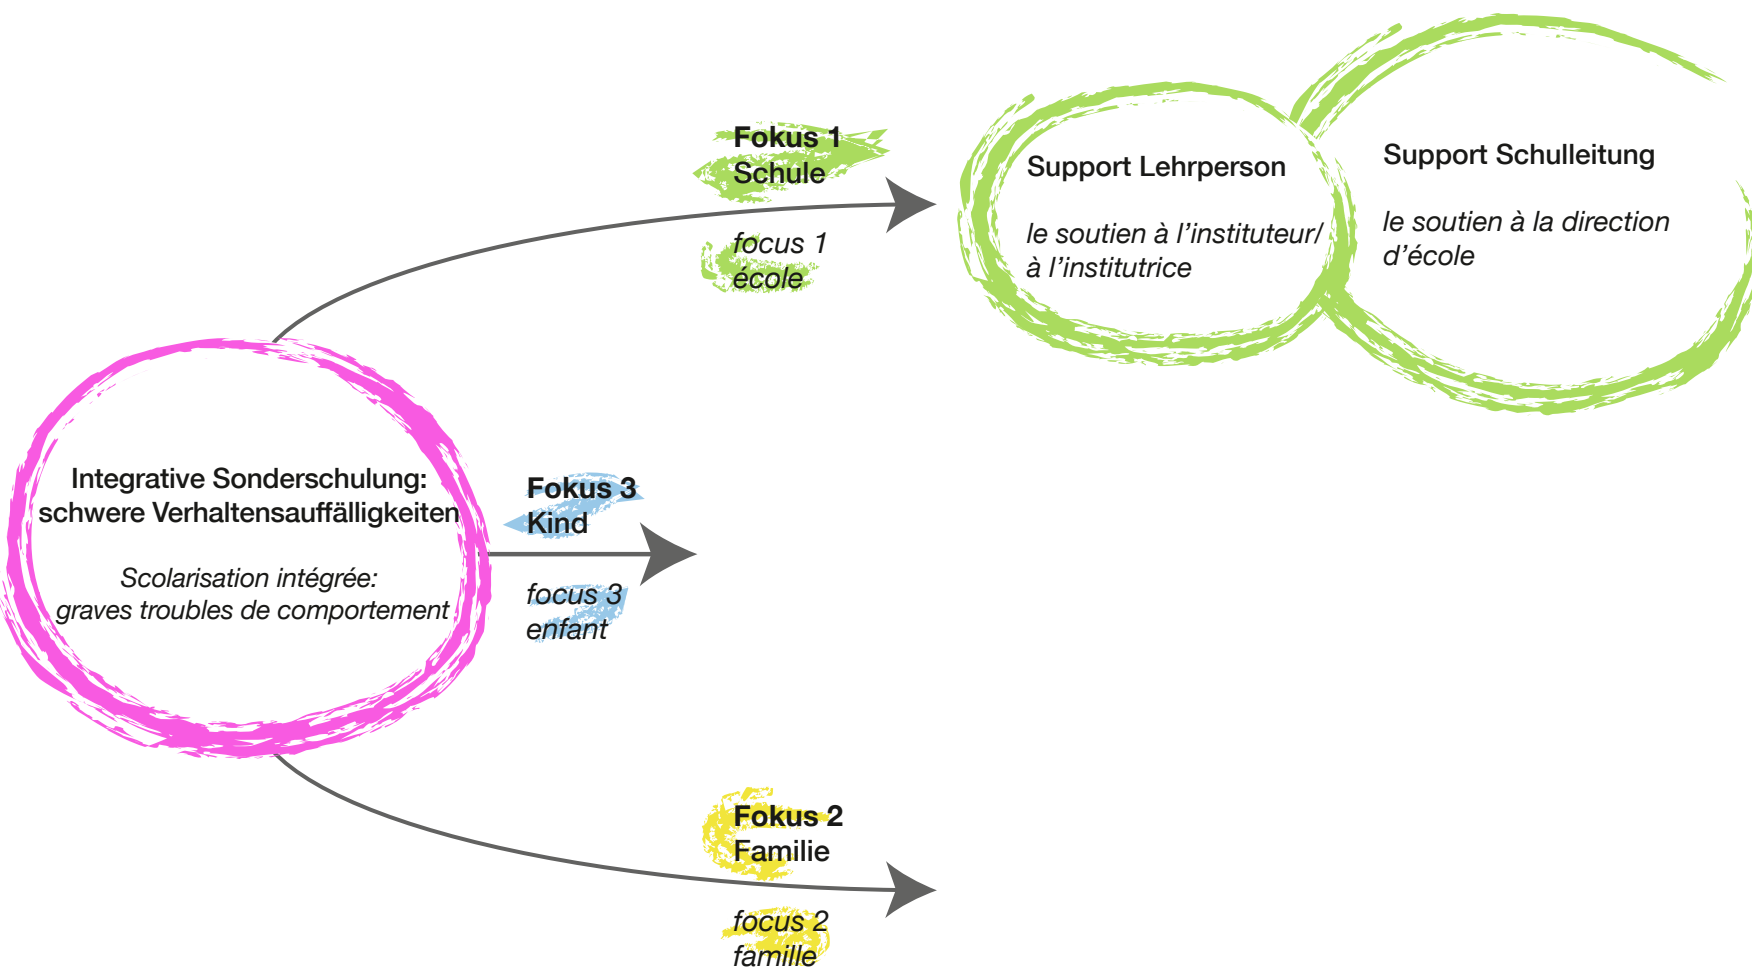 Fokus 1
Schule
focus 1
école
Support Lehrperson
le soutien à l’instituteur/
à l’institutrice
Support Schulleitung
le soutien à la direction
d’école
Integrative Sonderschulung:
schwere Verhaltensauffälligkeiten
Scolarisation intégrée:
graves troubles de comportement
Fokus 3
Kind
focus 3
enfant
Fokus 2
Familie
focus 2
famille